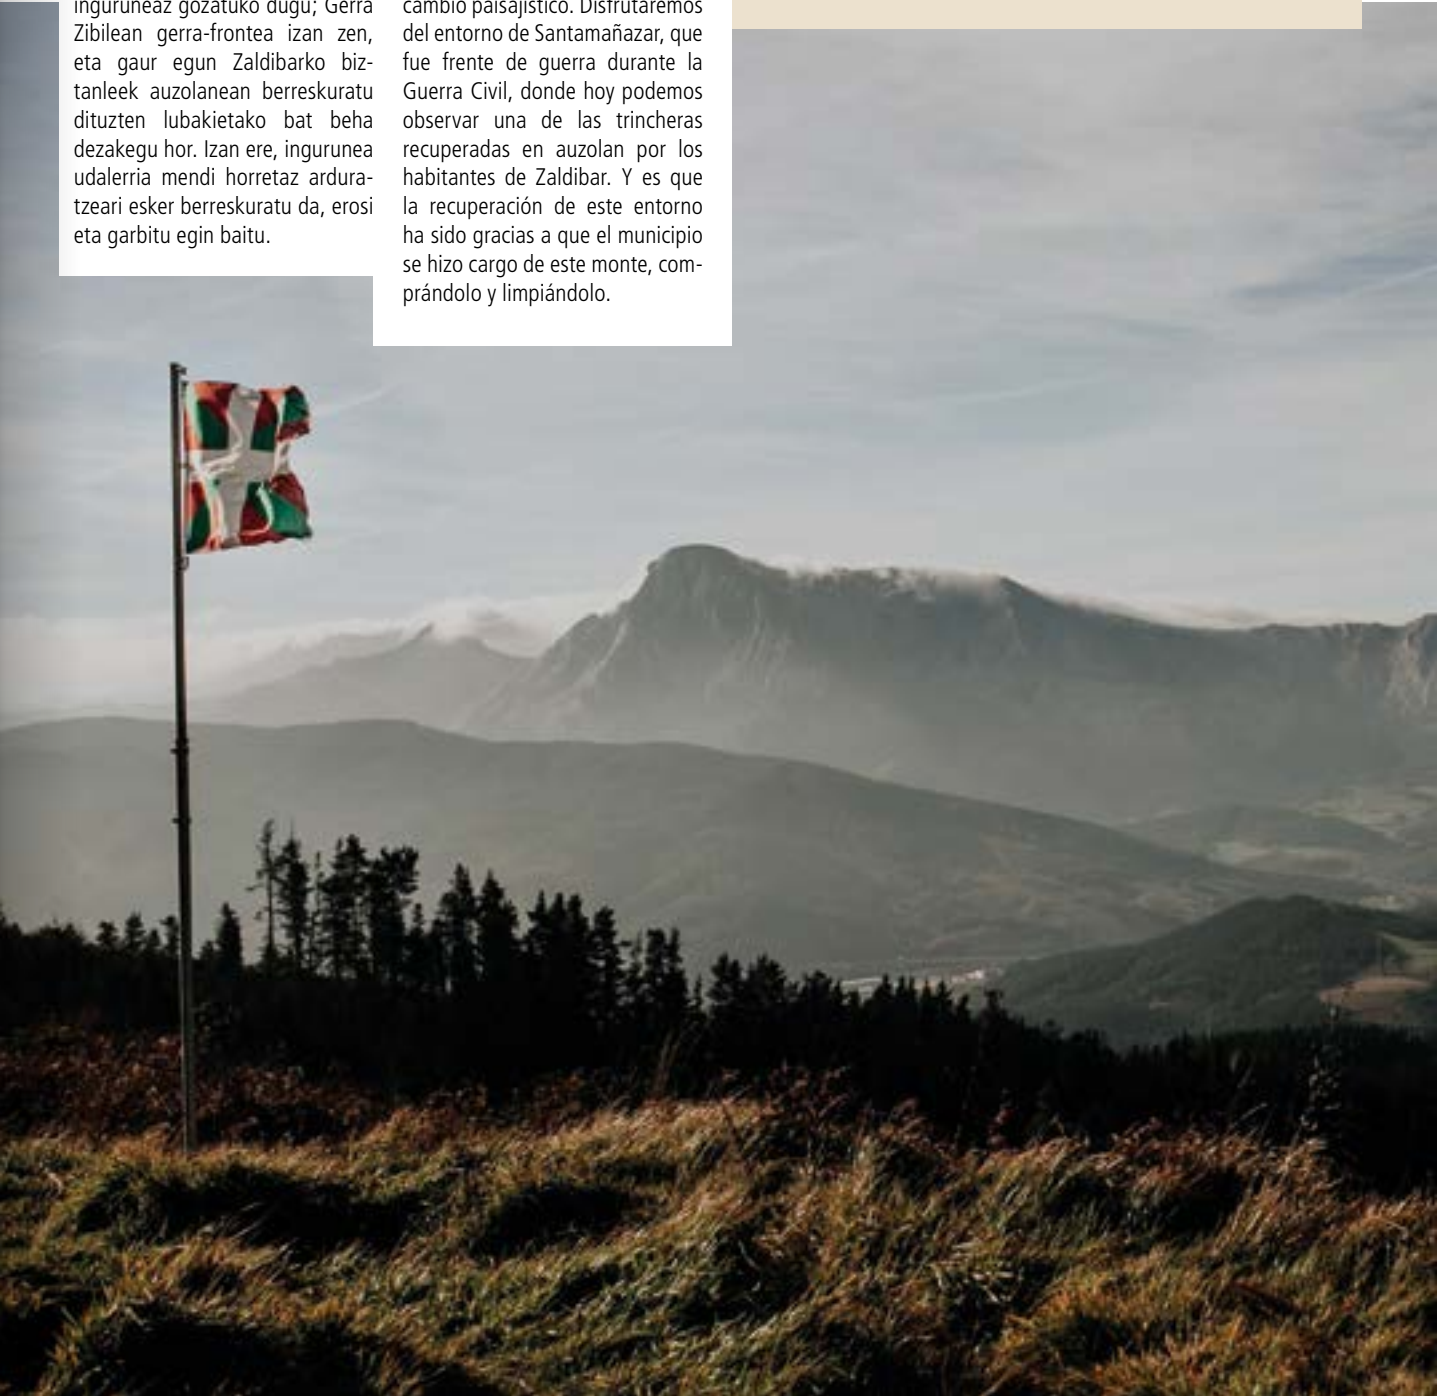 inguruneaz gozatuko dugu; Gerra
Zibilean gerra-frontea izan zen,
eta gaur egun Zaldibarko biz-
tanleek auzolanean berreskuratu
dituzten lubakietako bat beha
dezakegu hor. Izan ere, ingurunea
udalerria mendi horretaz ardura-
tzeari esker berreskuratu da, erosi
eta garbitu egin baitu.
cambio paisajístico. Disfrutaremos
del entorno de Santamañazar, que
fue frente de guerra durante la
Guerra Civil, donde hoy podemos
observar una de las trincheras
recuperadas en auzolan por los
habitantes de Zaldibar. Y es que
la recuperación de este entorno
ha sido gracias a que el municipio
se hizo cargo de este monte, com-
prándolo y limpiándolo.